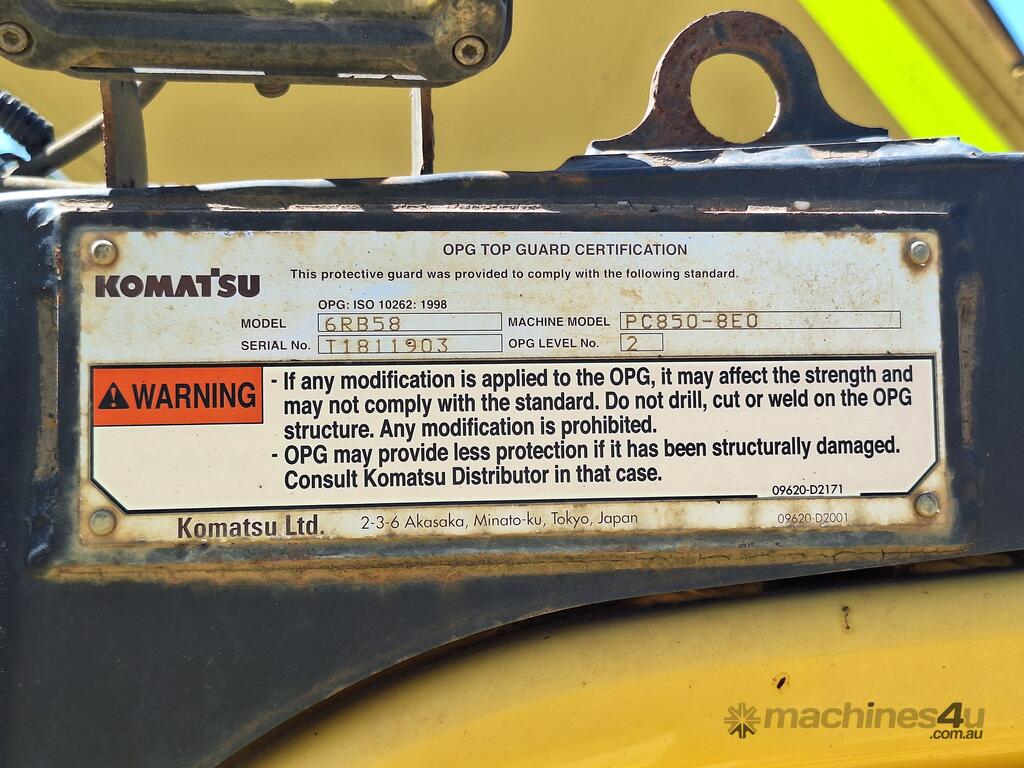 OPG TOP GUARD CERTIFICATION
KOMATSU
This protective guard was provided to comply with the following standard.
OPG: ISO 10262: 1998
MODEL 6RB58 MACHINE MODEL PC850-8E0
SERIAL No. T1811903 OPG LEVEL No. 2
WARNING
- If any modification is applied to the OPG, it may affect the strength and
may not comply with the standard. Do not drill, cut or weld on the OPG
structure. Any modification is prohibited.
- OPG may provide less protection if it has been structurally damaged.
Consult Komatsu Distributor in that case.
09620-D2171
Komatsu Ltd. 2-3-6 Akasaka, Minato-ku, Tokyo, Japan 09620-D2001
machines4u
.com.au